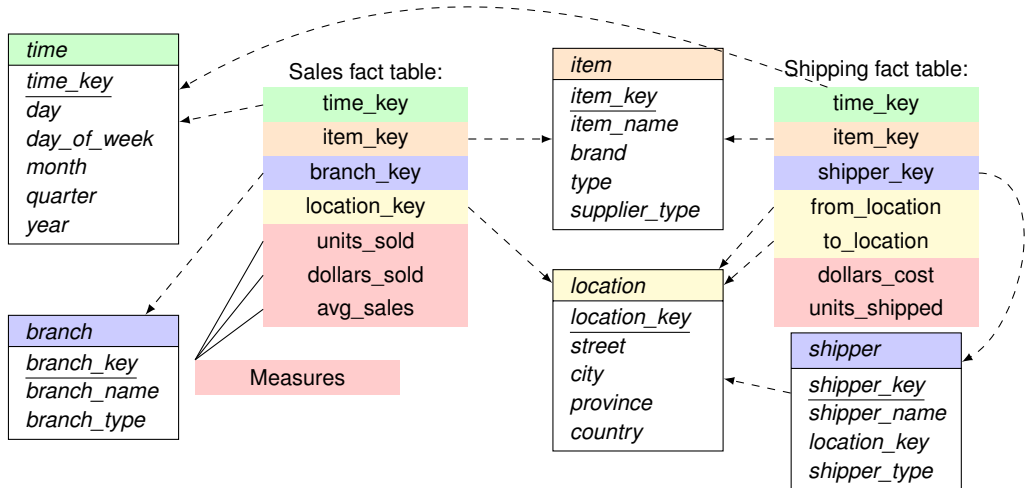 time
time_key
day
day_of_week
month
quarter
year
Sales fact table:
time_key
item_key
branch_key
location_key
units_sold
dollars_sold
avg_sales
Measures
branch
branch_key
branch_name
branch_type
item
item_key
item_name
brand
type
supplier_type
location
location_key
street
city
province
country
Shipping fact table:
time_key
item_key
shipper_key
from_location
to_location
dollars_cost
units_shipped
shipper
shipper_key
shipper_name
location_key
shipper_type